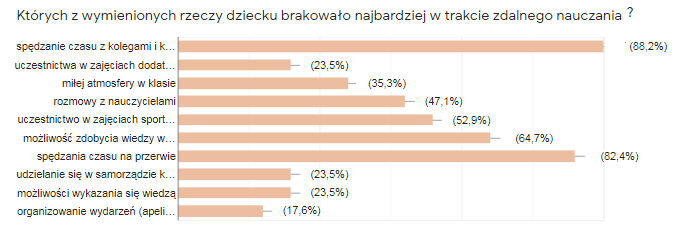 Których z wymienionych rzeczy dziecku brakowało najbardziej w trakcie zdalnego nauczania ?
spędzanie czasu z kolegami i k... (88,2%)
uczestnictwa w zajęciach dodat... (23,5%)
miłej atmosfery w klasie (35,3%)
rozmowy z nauczycielami (47,1%)
uczestnictwo w zajęciach sport... (52,9%)
możliwość zdobycia wiedzy w... (64,7%)
spędzania czasu na przerwie (82,4%)
udzielanie się w samorządzie k... (23,5%)
możliwości wykazania się wiedzą (23,5%)
organizowanie wydarzeń (apeli... (17,6%)